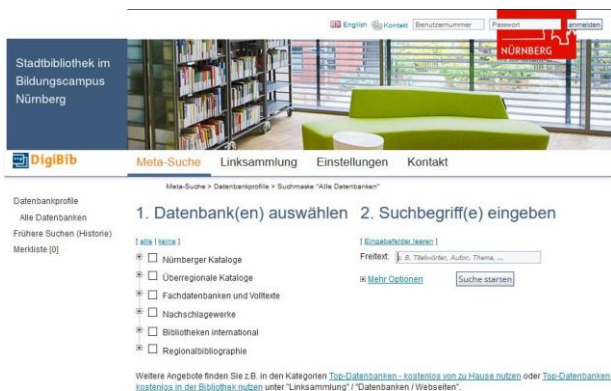 English Kontakt Benutzernummer Passwort anmelden
NÜRNBERG
Stadtbibliothek im
Bildungscampus
Nürnberg
DigiBib
Meta-Suche Linksammlung Einstellungen Kontakt
Meta-Suche > Datenbankprofile > Suchmaske "Alle Datenbanken"
Datenbankprofile
Alle Datenbanken
Frühere Suchen (Historie)
Merkliste [0]
1. Datenbank(en) auswählen 2. Suchbegriff(e) eingeben
[ alle | keine ] [ Eingabefelder leeren ]
Nürnberger Kataloge Freitext: z. B. Titelwörter, Autor, Thema, ...
Überregionale Kataloge Mehr Optionen Suche starten
Fachdatenbanken und Volltexte
Nachschlagewerke
Bibliotheken international
Regionalbibliographie
Weitere Angebote finden Sie z.B. in den Kategorien Top-Datenbanken - kostenlos von zu Hause nutzen oder Top-Datenbanken
kostenlos in der Bibliothek nutzen unter "Linksammlung" / "Datenbanken / Webseiten".